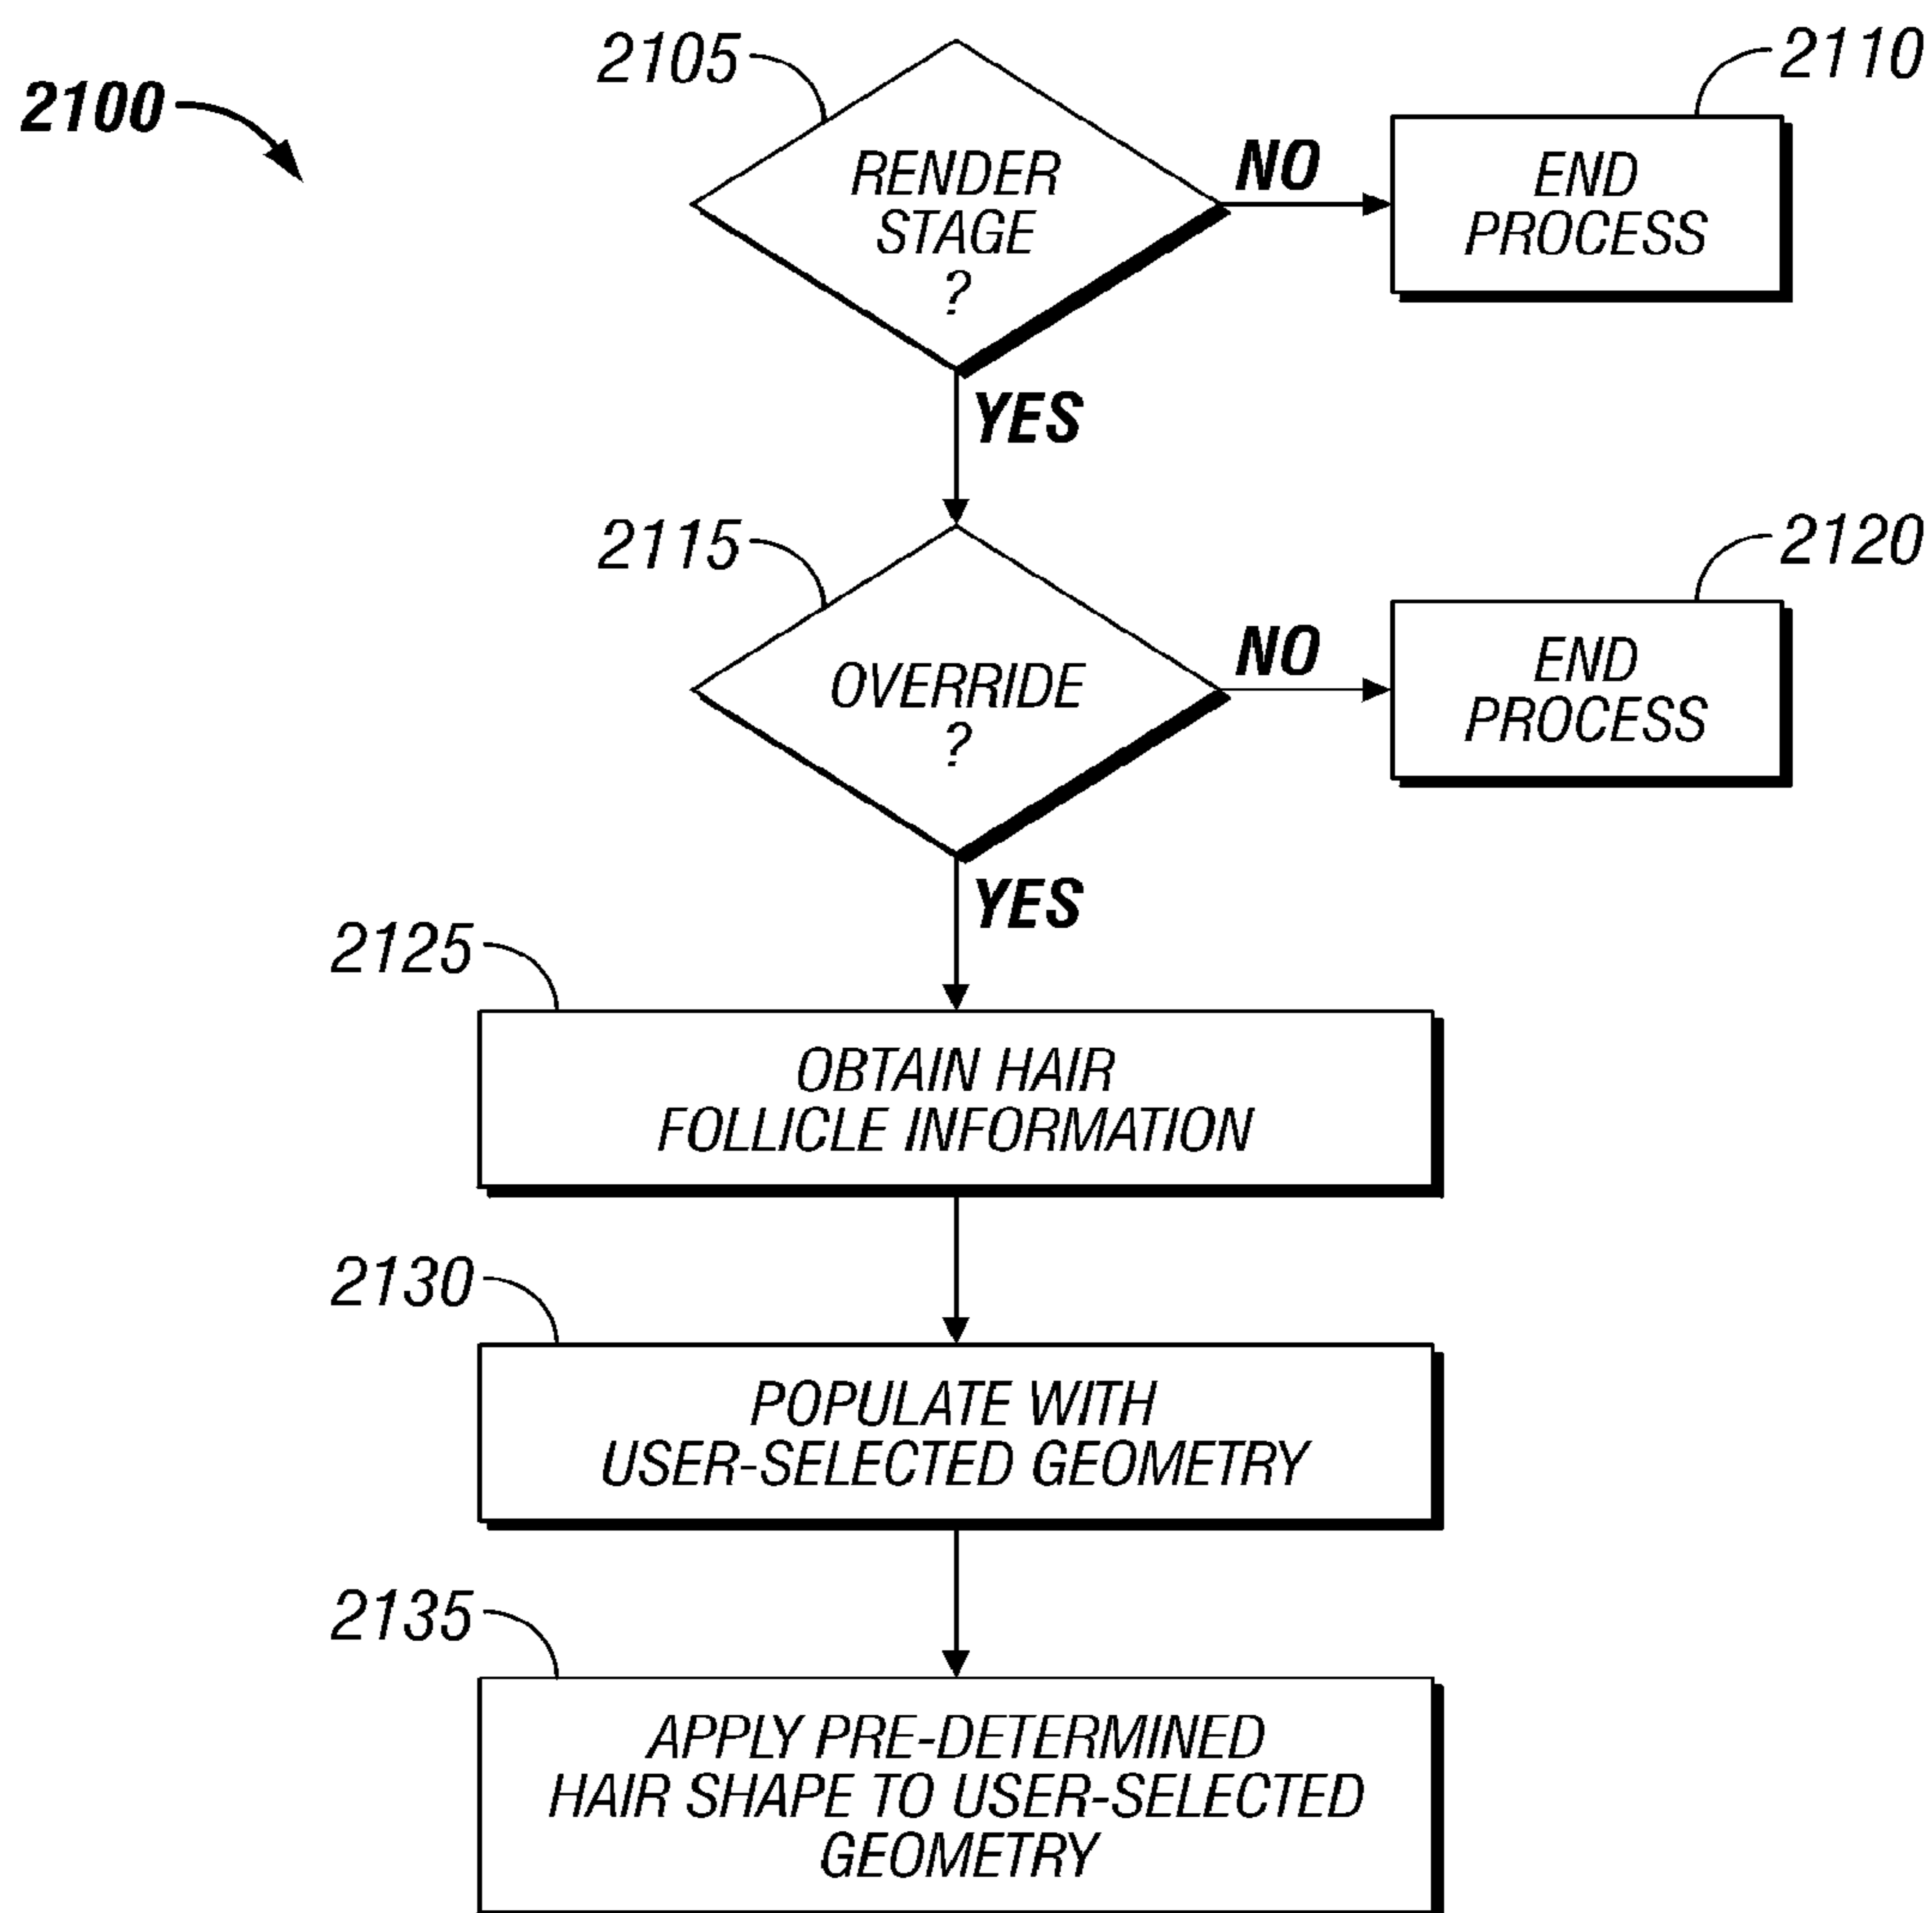 2100
2105
RENDER
STAGE
?
NO
2110
END
PROCESS
YES
2115
OVERRIDE
?
NO
2120
END
PROCESS
YES
2125
OBTAIN HAIR
FOLLICLE INFORMATION
2130
POPULATE WITH
USER-SELECTED GEOMETRY
2135
APPLY PRE-DETERMINED
HAIR SHAPE TO USER-SELECTED
GEOMETRY